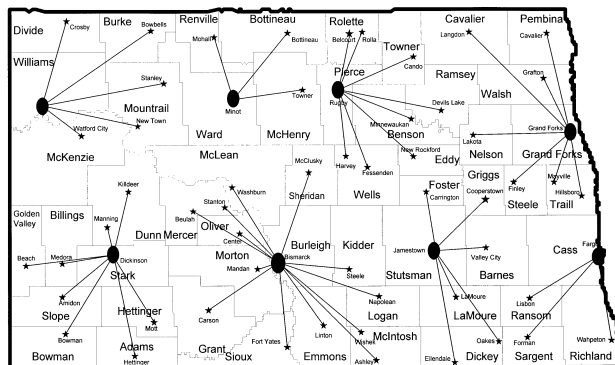 Divide
Crosby
Burke
Bowbells
Renville
Mohall
Bottineau
Bottineau
Rolette
Belcourt
Rolla
Towner
Cando
Cavalier
Langdon
Pembina
Cavalier
Williams
Stanley
Mountrail
New Town
Watford City
McKenzie
Minot
Ward
Towner
McHenry
Pierce
Rugby
Devils Lake
Minnewaukan
Benson
Ramsey
Walsh
Grafton
Grand Forks
Lakota
Nelson
Grand Forks
New Rockford
Eddy
Harvey
Fessenden
Wells
McLean
McClusky
Sheridan
Washburn
Stanton
Beulah
Oliver
Center
Mercer
Dunn
Killdeer
Manning
Billings
Golden
Valley
Beach
Medora
Dickinson
Stark
Morton
Mandan
Bismarck
Burleigh
Kidder
Steele
Foster
Carrington
Griggs
Cooperstown
Finley
Steele
Mayville
Hillsboro
Traill
Jamestown
Stutsman
Valley
City
Barnes
Cass
Fargo
Amidon
Slope
Bowman
Bowman
Hettinger
Mott
Adams
Hettinger
Carson
Grant
Sioux
Fort Yates
Linton
Emmons
Napolean
Logan
Wishek
McIntosh
Ashley
LaMoure
LaMoure
Oakes
Dickey
Ellendale
Lisbon
Ransom
Forman
Sargent
Wahpeton
Richland